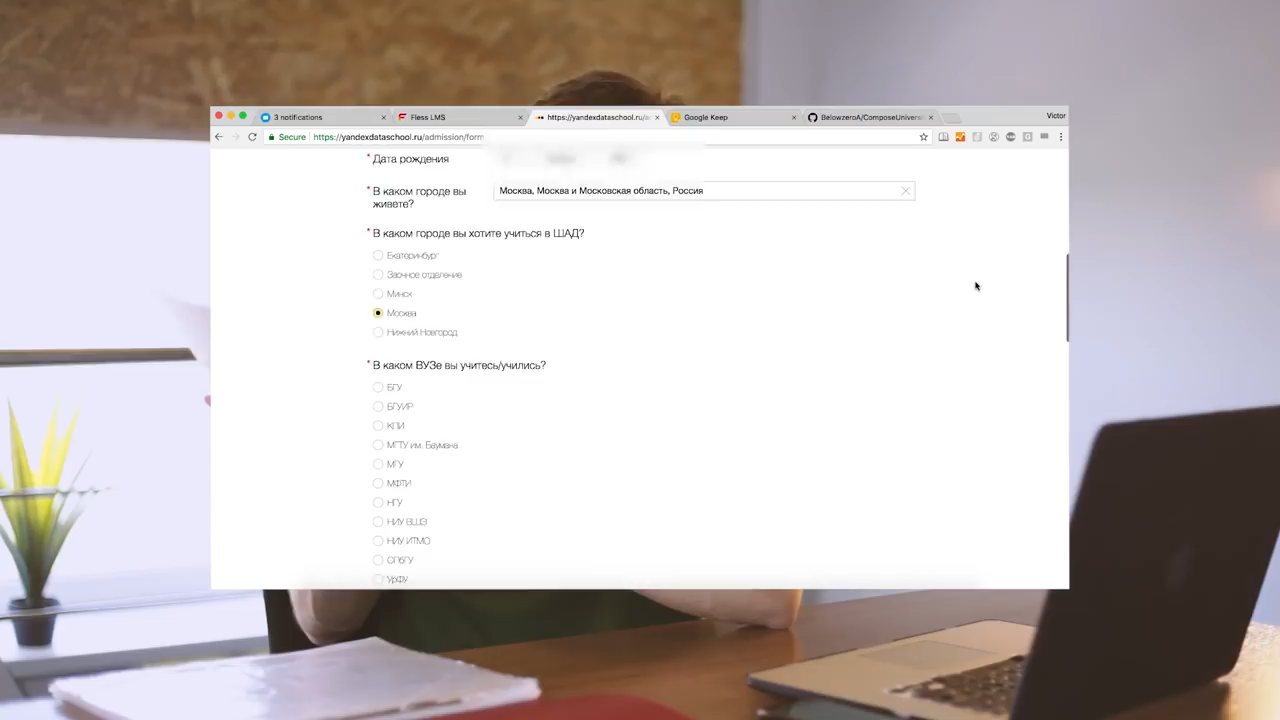 3 notifications
Fless LMS
https://yandexdataschool.ru/ac
Google Keep
BelowzeroA/ComposeUniversi
Victor
Secure
https://yandexdataschool.ru/admission/form
* Дата рождения
* В каком городе вы
живете?
Москва, Москва и Московская область, Россия
* В каком городе вы хотите учиться в ШАД?
Екатеринбург
Заочное отделение
Минск
Москва
Нижний Новгород
* В каком ВУЗе вы учитесь/учились?
БГУ
БГУИР
КПИ
МГТУ им. Баумана
МГУ
МФТИ
НГУ
НИУ ВШЭ
НИУ ИТМО
СПбГУ
УрФУ